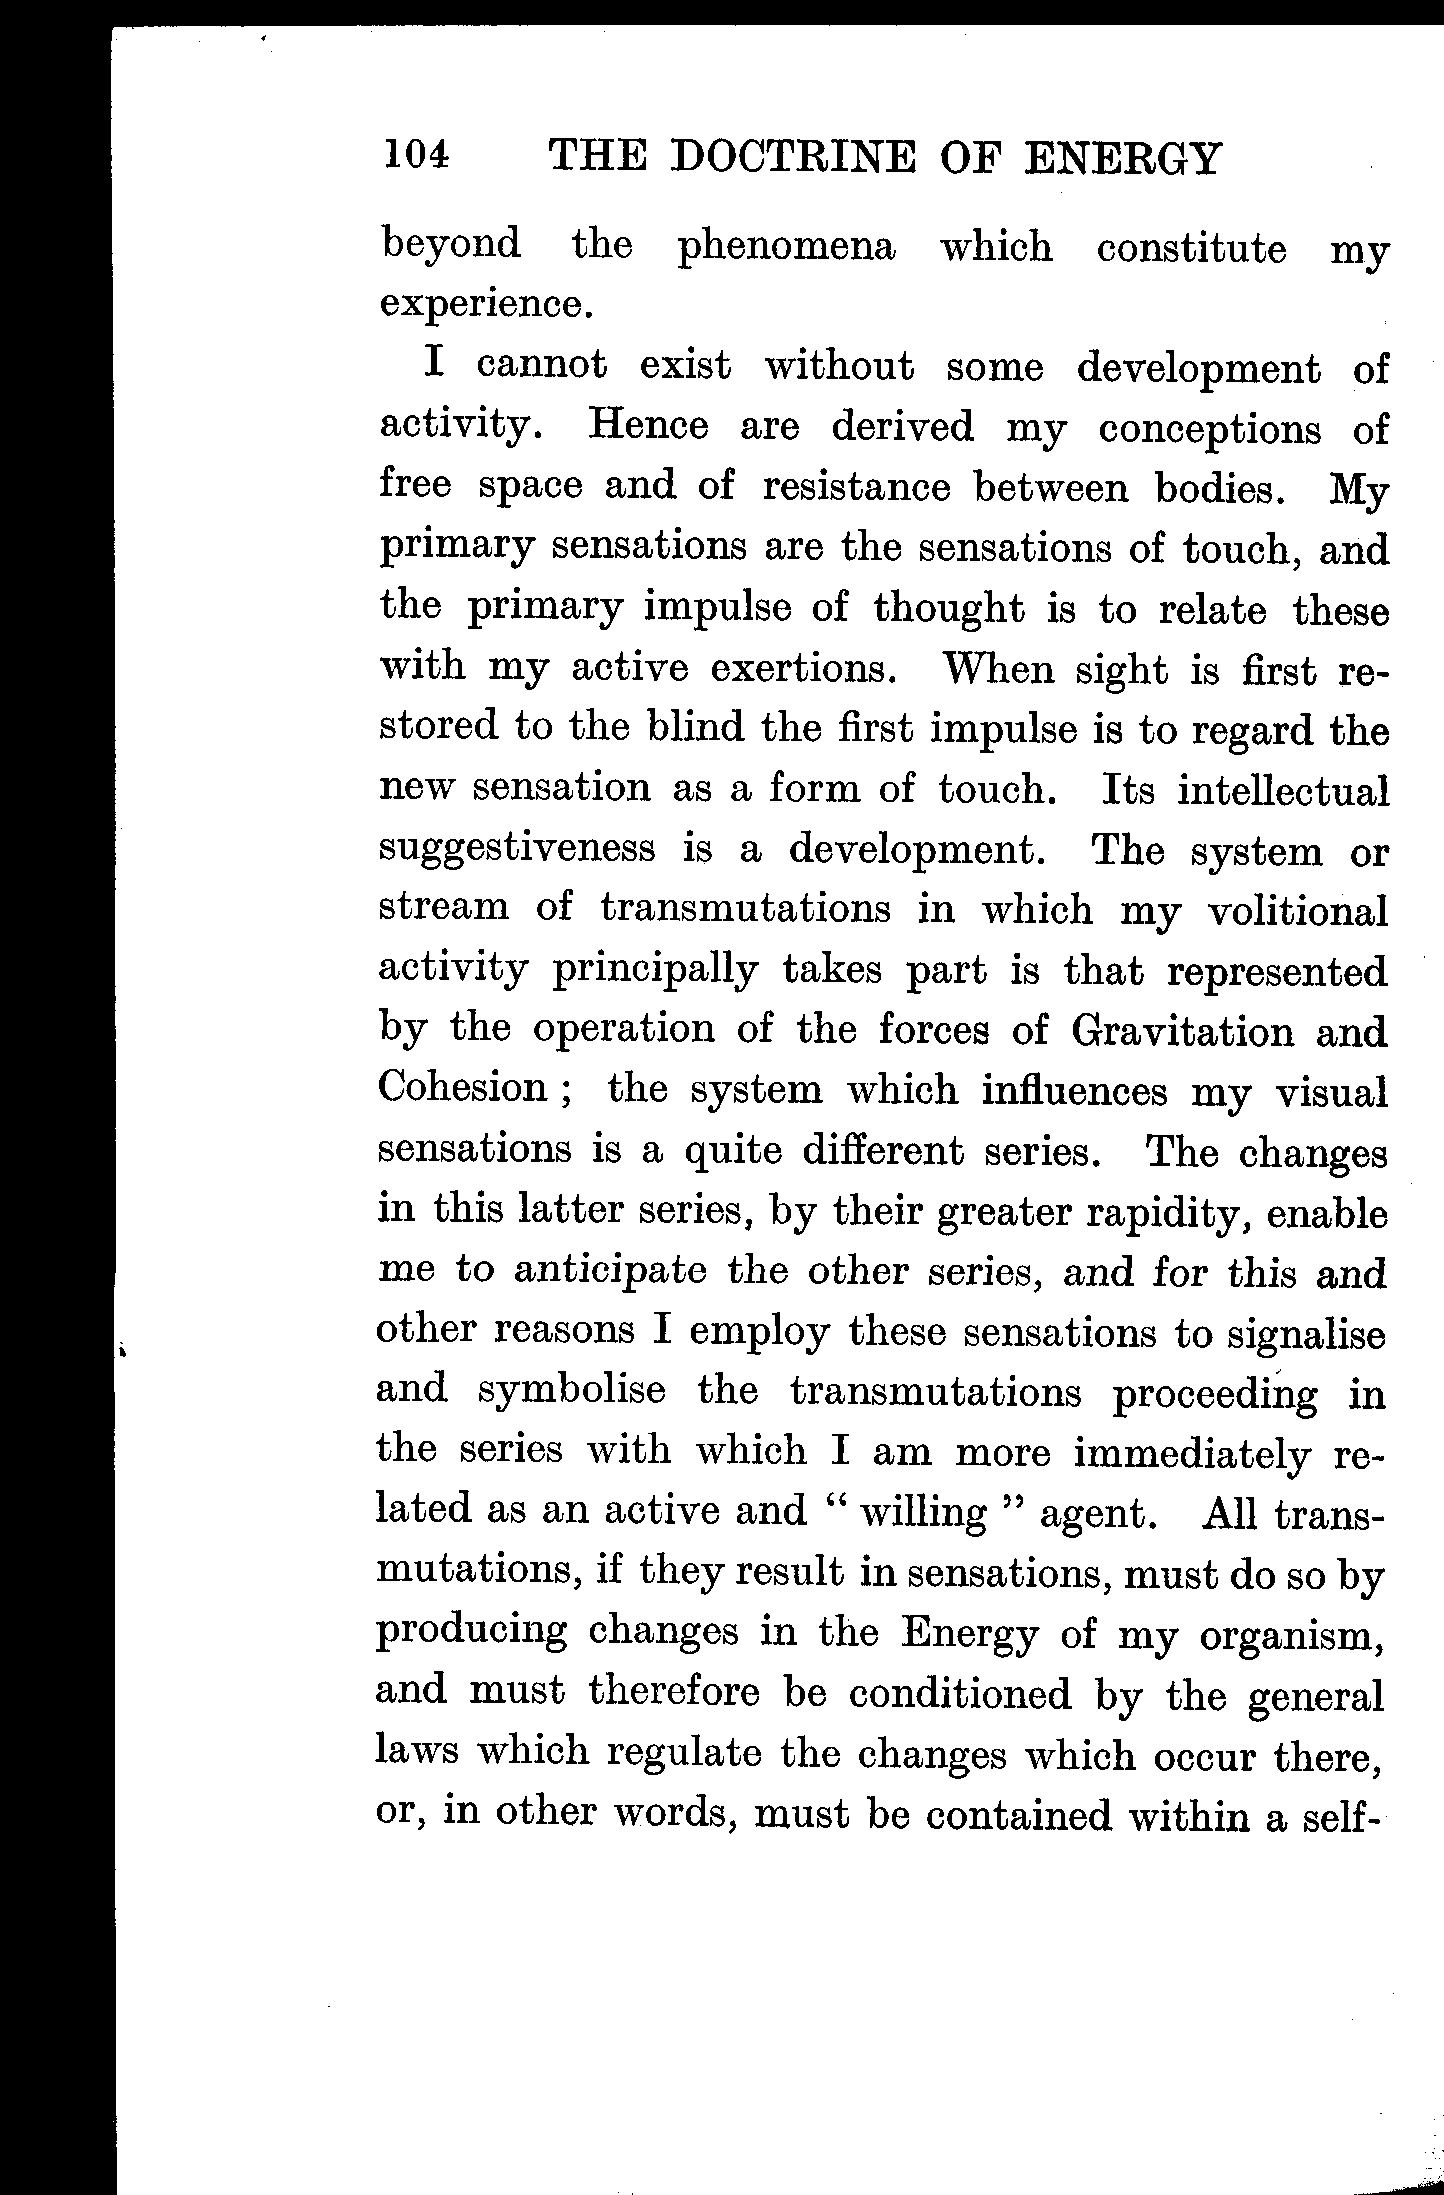 104 THE DOCTRINE OF ENERGY
beyond the phenomena which constitute my
experience.
I cannot exist without some development of
activity. Hence are derived my conceptions of
free space and of resistance between bodies. My
primary sensations are the sensations of touch, and
the primary impulse of thought is to relate these
with my active exertions. When sight is first re-
stored to the blind the first impulse is to regard the
new sensation as a form of touch. Its intellectual
suggestiveness is a development. The system or
stream of transmutations in which my volitional
activity principally takes part is that represented
by the operation of the forces of Gravitation and
Cohesion ; the system which influences my visual
sensations is a quite different series. The changes
in this latter series, by their greater rapidity, enable
me to anticipate the other series, and for this and
other reasons I employ these sensations to signalise
and symbolise the transmutations proceeding in
the series with which I am more immediately re-
lated as an active and “ willing ” agent. All trans-
mutations, if they result in sensations, must do so by
producing changes in the Energy of my organism,
and must therefore be conditioned by the general
laws which regulate the changes which occur there,
or, in other words, must be contained within a self-